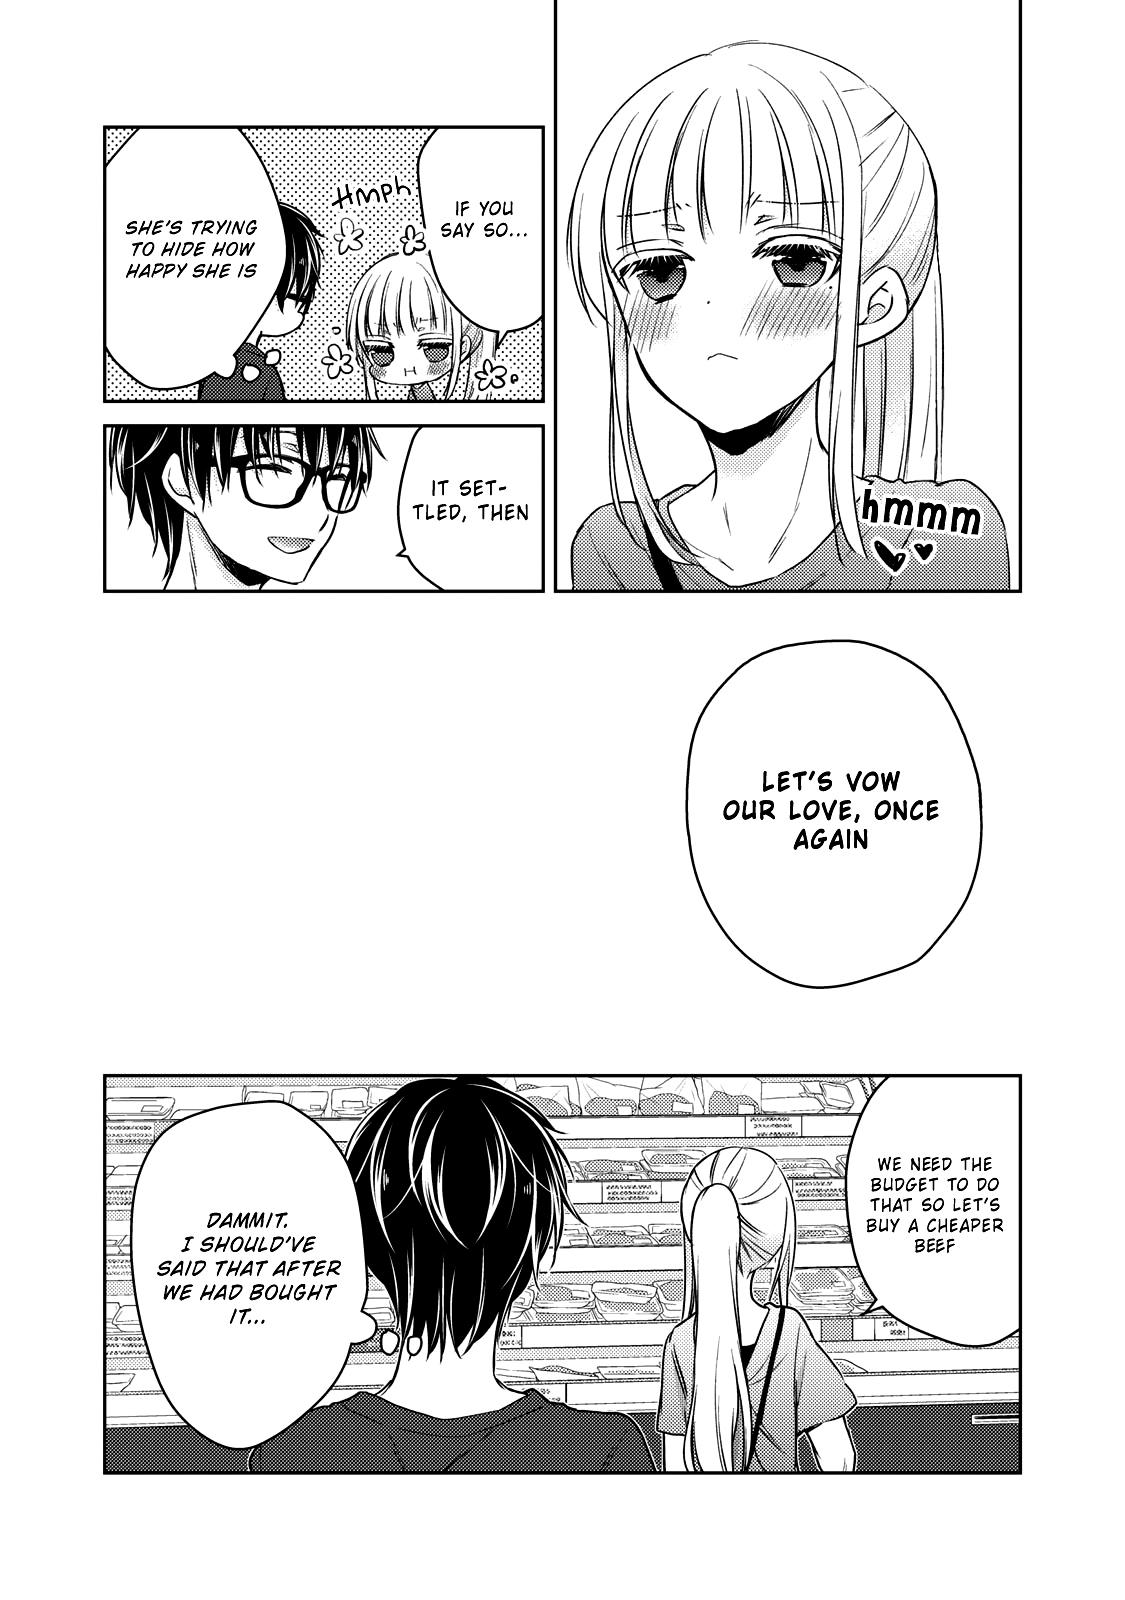 hmmm
IF YOU
SAY SO...
HMPH
SHE'S TRYING
TO HIDE HOW
HAPPY SHE IS
IT SET-
TLED, THEN
LET'S VOW
OUR LOVE, ONCE
AGAIN
WE NEED THE
BUDGET TO DO
THAT SO LET'S
BUY A CHEAPER
BEEF
DAMMIT.
I SHOULD'VE
SAID THAT AFTER
WE HAD BOUGHT
IT...